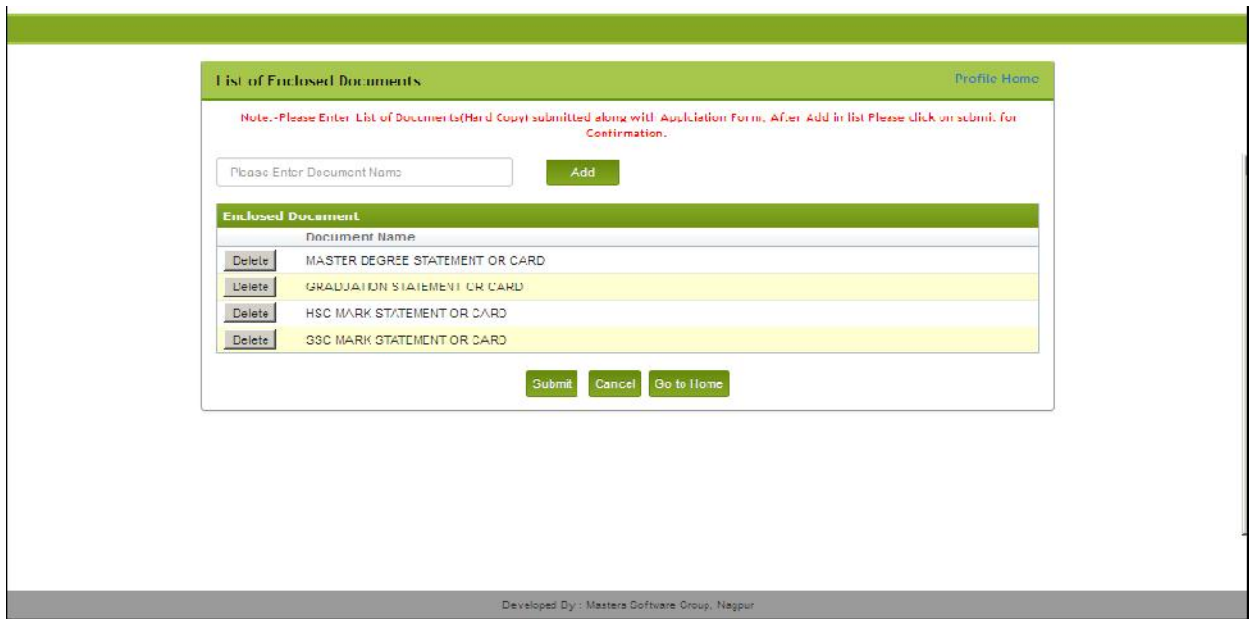 List of Enclosed Documents
Profile Home
Note:-Please Enter List of Documents(Hard Copy) submitted along with Applciation Form, After Add in list Please click on submit for
Confirmation.
Please Enter Document Name
Add
Enclosed Document
Document Name
Delete MASTER DEGREE STATEMENT OR CARD
Delete GRADUATION STATEMENT OR CARD
Delete HSC MARK STATEMENT OR CARD
Delete SSC MARK STATEMENT OR CARD
Submit Cancel Go to Home
Developed By : Masters Software Group, Nagpur